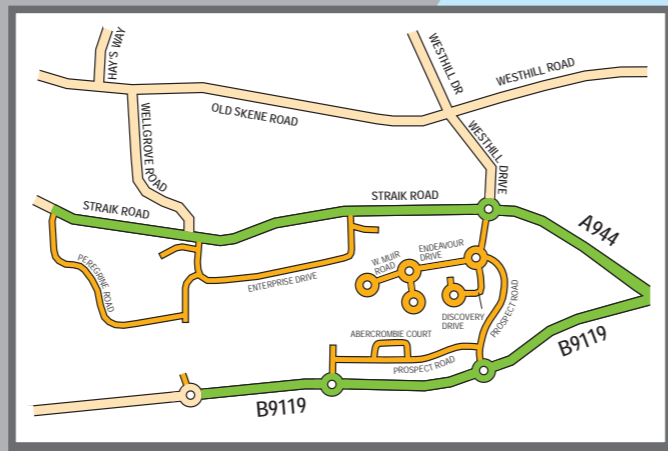 HAY'S WAY
WESTHILL DR
WESTHILL ROAD
OLD SKENE ROAD
WELLGROVE ROAD
WESTHILL DRIVE
STRAIK ROAD
STRAIK ROAD
A944
PEREGRINE ROAD
ENTERPRISE DRIVE
W. MUIR
ROAD
ENDEAVOUR
DRIVE
DISCOVERY
DRIVE
PROSPECT ROAD
ABERCROMBIE COURT
PROSPECT ROAD
B9119
B9119